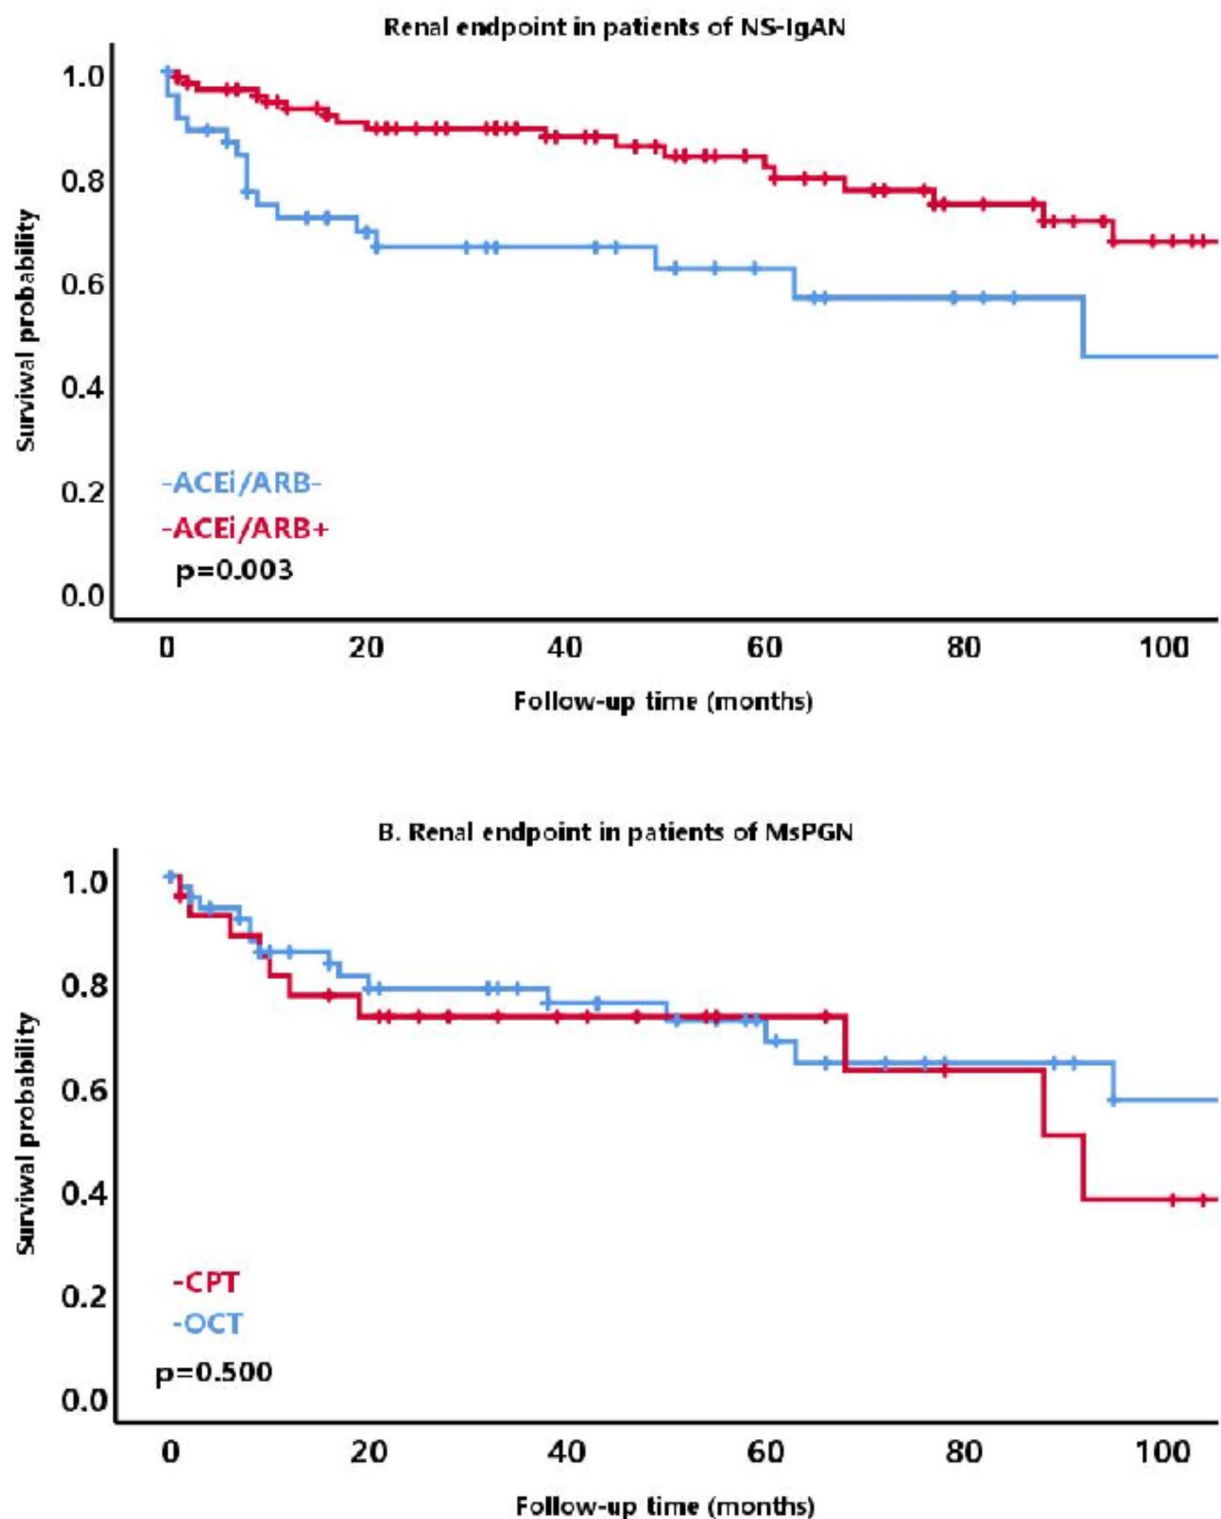 Renal endpoint in patients of NS-IgAN
1.0
0.8
0.6
0.4
0.2
0.0
Surviwal probability
-ACEi/ARB-
-ACEi/ARB+
p=0.003
0 20 40 60 80 100
Follow-up time (months)
B. Renal endpoint in patients of MsPGN
1.0
0.8
0.6
0.4
0.2
0.0
Surviwal probability
-CPT
-OCT
p=0.500
0 20 40 60 80 100
Follow-up time (months)